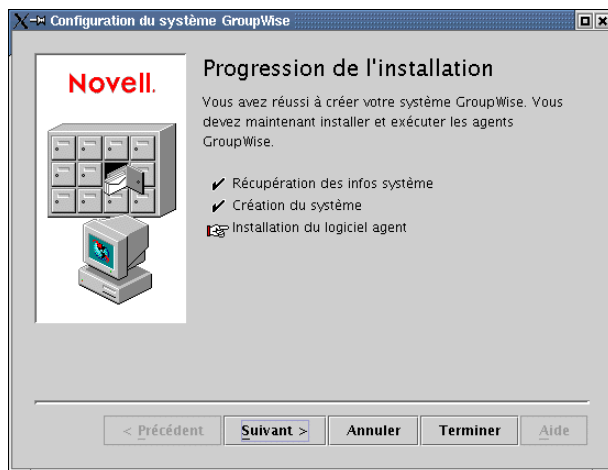 Configuration du système GroupWise
Novell.
Progression de l'installation
Vous avez réussi à créer votre système GroupWise. Vous
devez maintenant installer et exécuter les agents
GroupWise.
Récupération des infos système
Création du système
Installation du logiciel agent
< Précédent
Suivant >
Annuler
Terminer
Aide